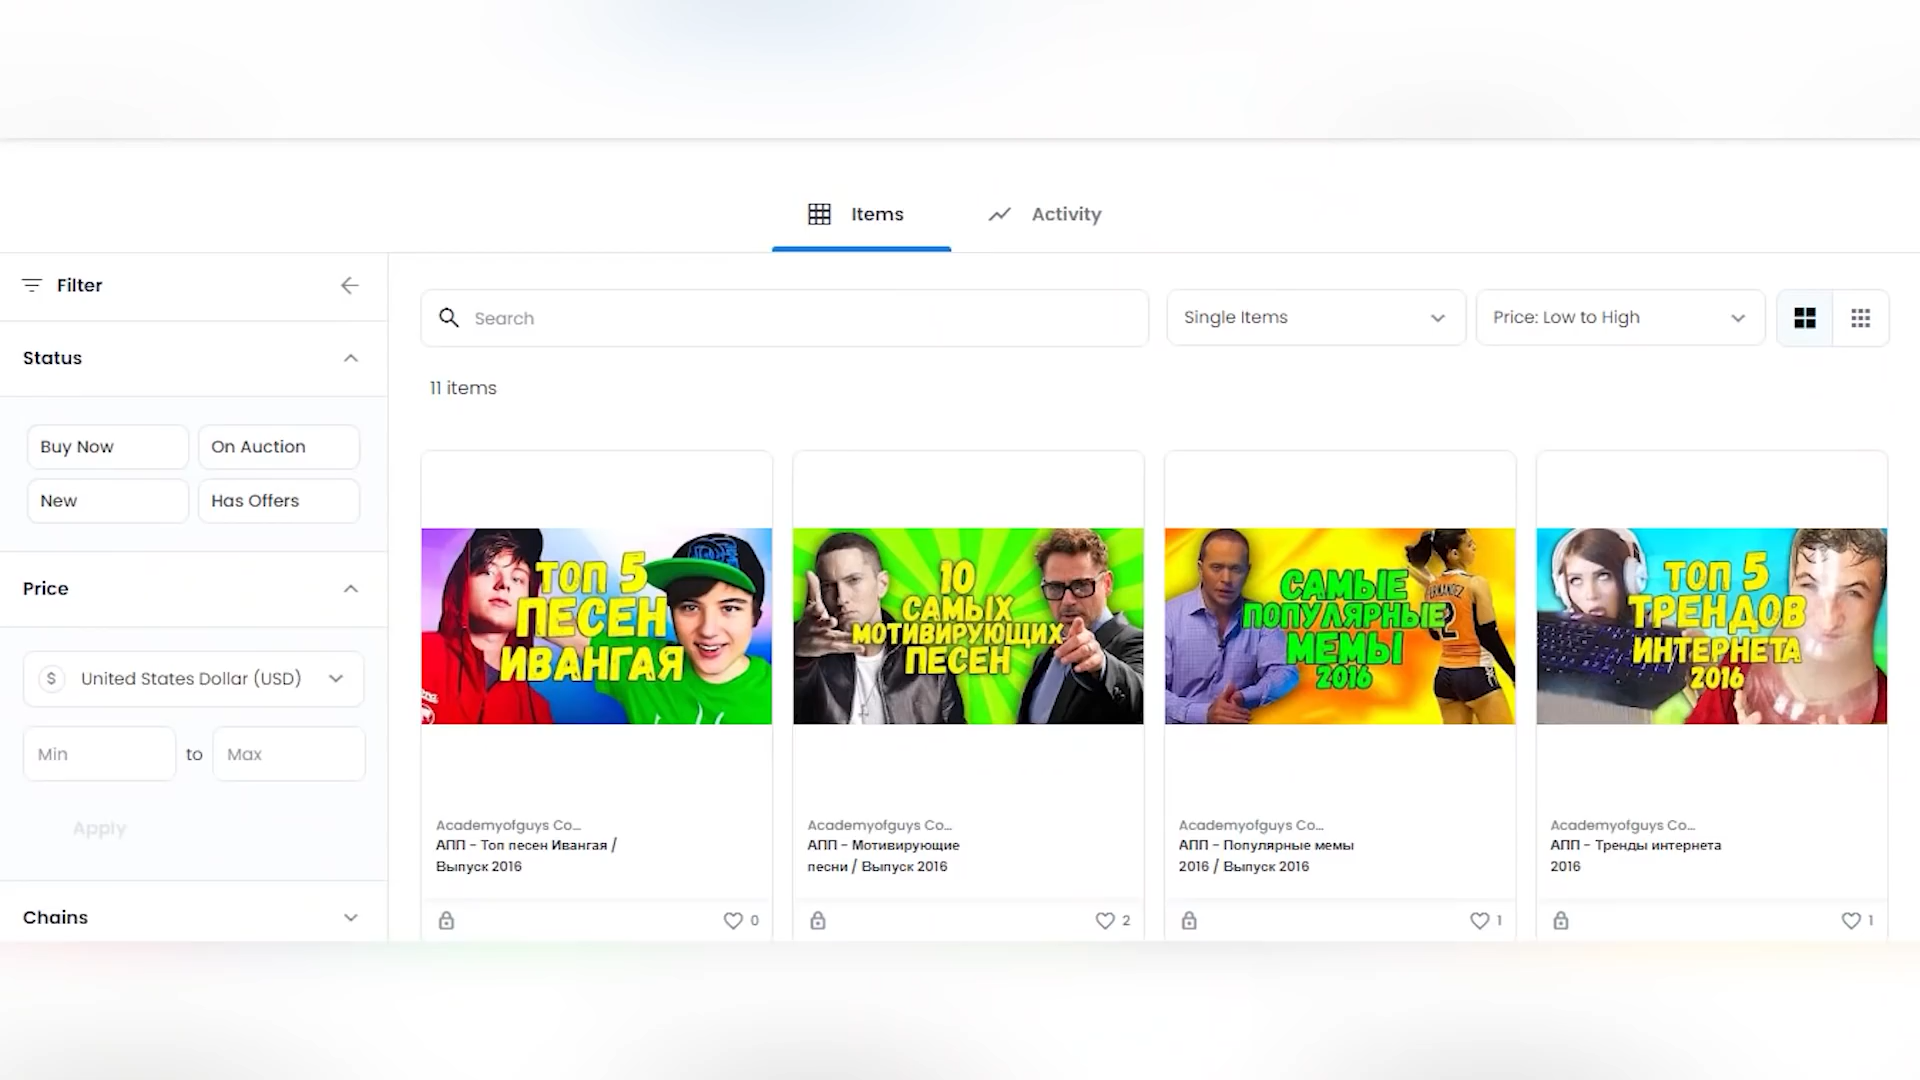 Items
Activity
Filter
Search
Single Items
Price: Low to High
Status
11 items
Buy Now
On Auction
New
Has Offers
Price
$ United States Dollar (USD)
Min
to
Max
Apply
Chains
ТОП 5
ПЕСЕН
ИВАНГАЯ
10
САМЫХ
МОТИВИРУЮЩИХ
ПЕСЕН
САМЫЕ
ПОПУЛЯРНЫЕ
МЕМЫ
2016
ТОП 5
ТРЕНДОВ
ИНТЕРНЕТА
2016
Academyofguys Co...
АПП - Топ песен Ивангая /
Выпуск 2016
0
Academyofguys Co...
АПП - Мотивирующие
песни / Выпуск 2016
2
Academyofguys Co...
АПП - Популярные мемы
2016 / Выпуск 2016
1
Academyofguys Co...
АПП - Тренды интернета
2016
1